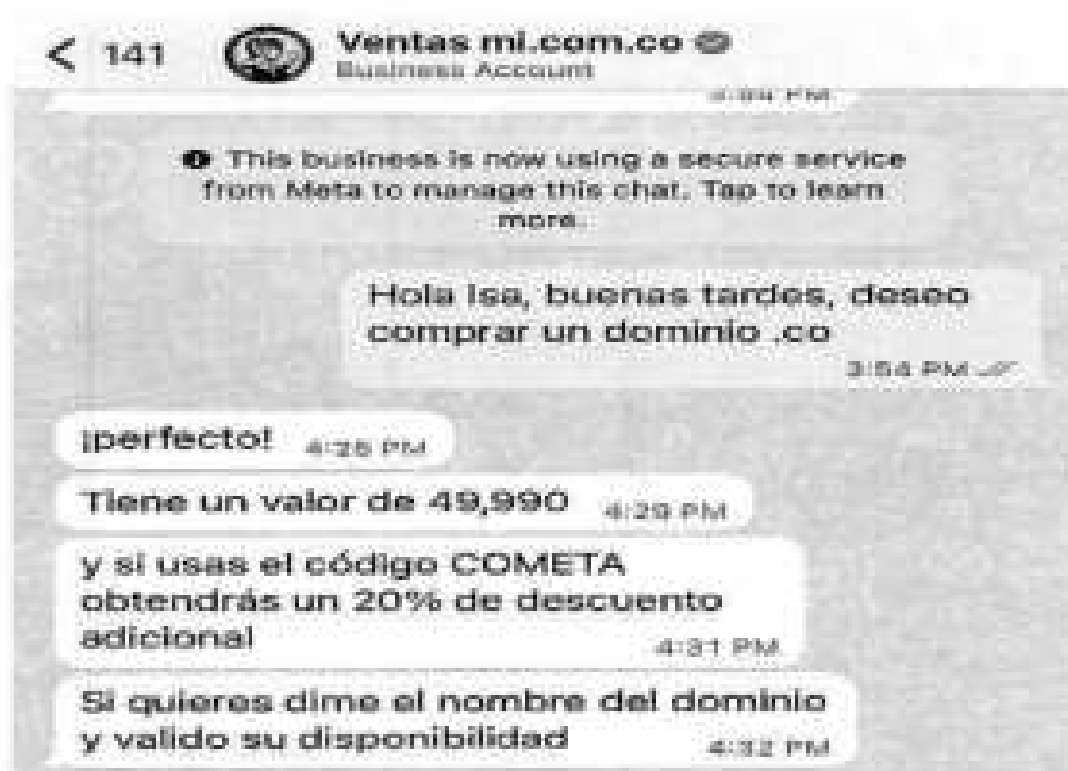 < 141 Ventas mi.com.co
Business Account
This business is now using a secure service
from Meta to manage this chat. Tap to learn
more.
Hola Isa, buenas tardes, deseo
comprar un dominio .co
3:54 PM
¡perfecto! 4:25 PM
Tiene un valor de 49,990 4:29 PM
y si usas el código COMETA
obtendrás un 20% de descuento
adicional
4:31 PM
Si quieres dime el nombre del dominio
y valido su disponibilidad 4:32 PM